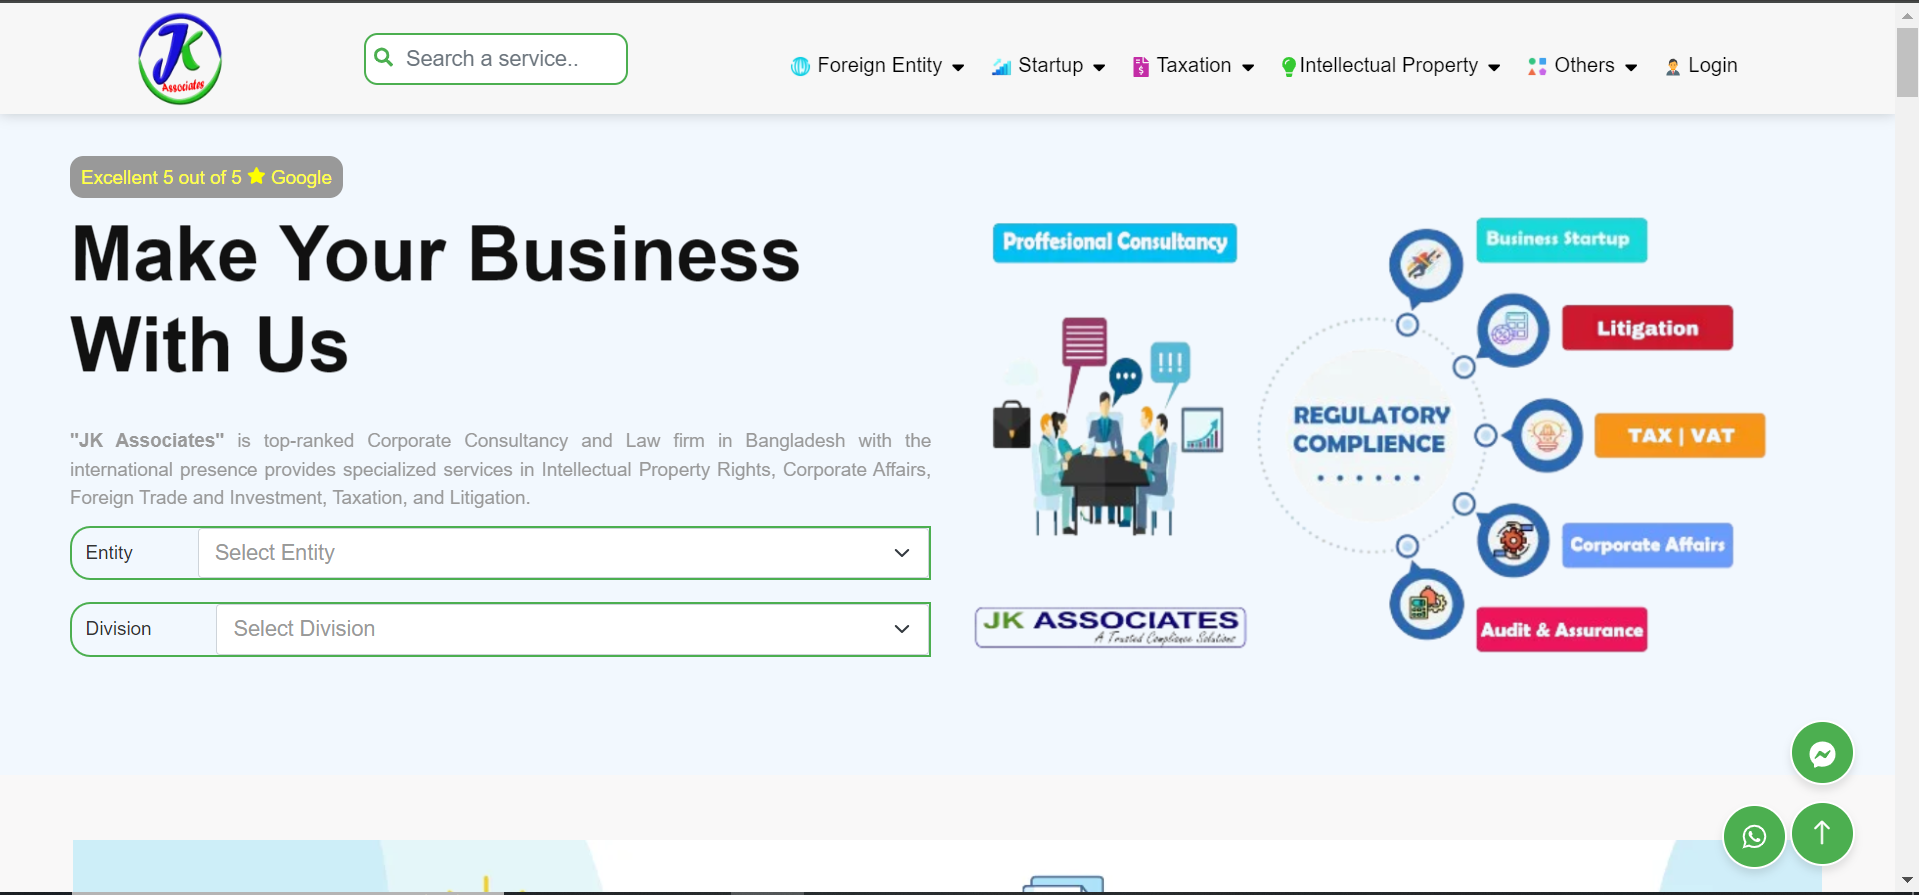 JK
Associates
Search a service..
Foreign Entity
Startup
Taxation
Intellectual Property
Others
Login
Excellent 5 out of 5 ★ Google
Make Your Business
With Us
"JK Associates" is top-ranked Corporate Consultancy and Law firm in Bangladesh with the
international presence provides specialized services in Intellectual Property Rights, Corporate Affairs,
Foreign Trade and Investment, Taxation, and Litigation.
Entity Select Entity
Division Select Division
Proffesional Consultancy
JK ASSOCIATES
A Trusted Complience Solutions
REGULATORY
COMPLIENCE
Business Startup
Litigation
TAX | VAT
Corporate Affairs
Audit & Assurance